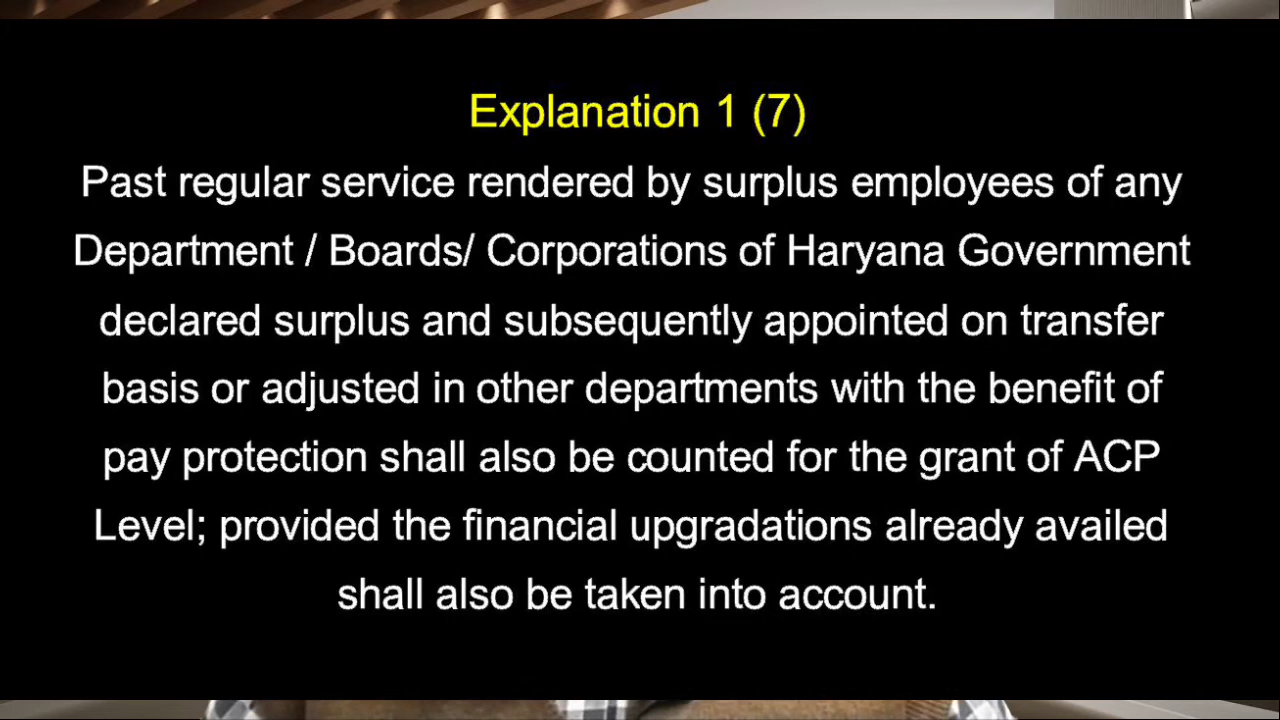 Explanation 1 (7)
Past regular service rendered by surplus employees of any
Department / Boards/ Corporations of Haryana Government
declared surplus and subsequently appointed on transfer
basis or adjusted in other departments with the benefit of
pay protection shall also be counted for the grant of ACP
Level; provided the financial upgradations already availed
shall also be taken into account.